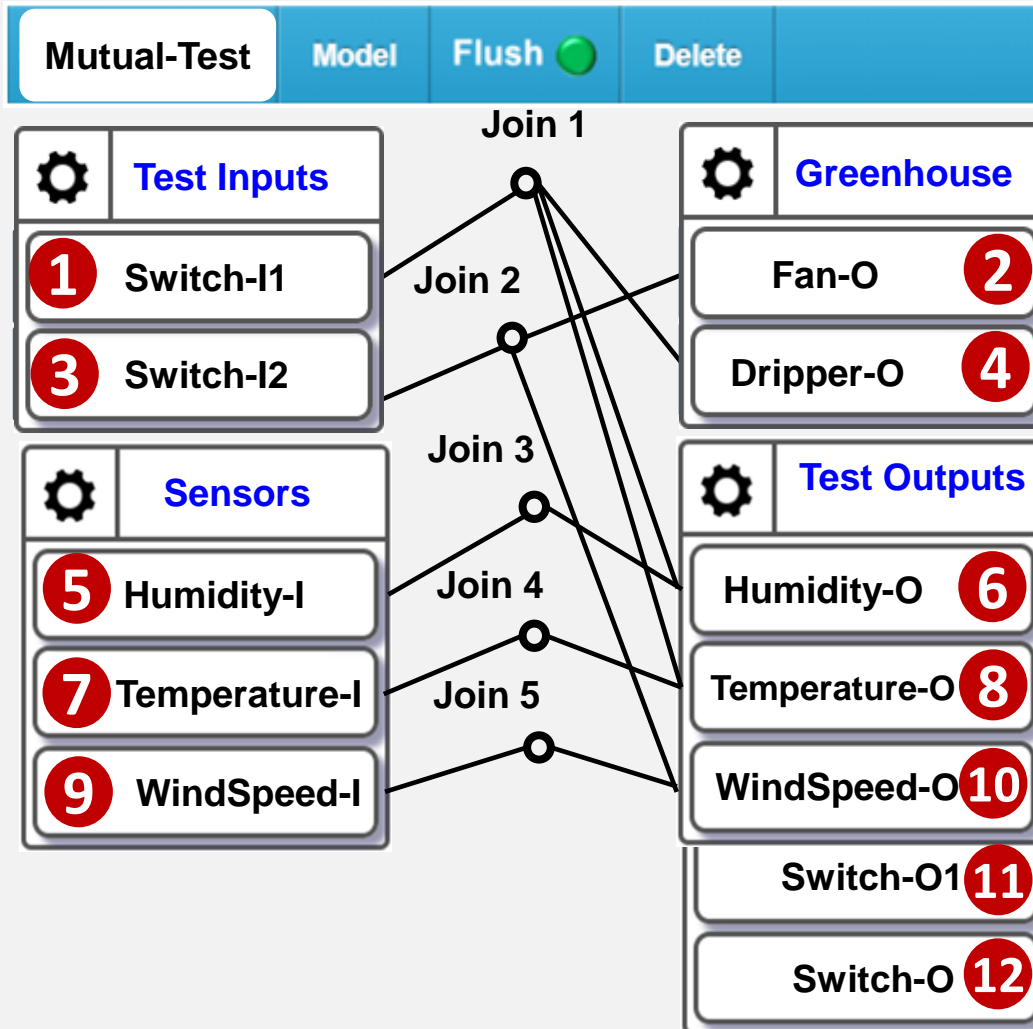 Mutual-Test Model Flush Delete
Join 1
Test Inputs
1 Switch-I1
3 Switch-I2
Join 2
Greenhouse
Fan-O 2
Dripper-O 4
Join 3
Sensors
5 Humidity-I
7 Temperature-I
9 WindSpeed-I
Join 4
Join 5
Test Outputs
Humidity-O 6
Temperature-O 8
WindSpeed-O 10
Switch-O1 11
Switch-O 12